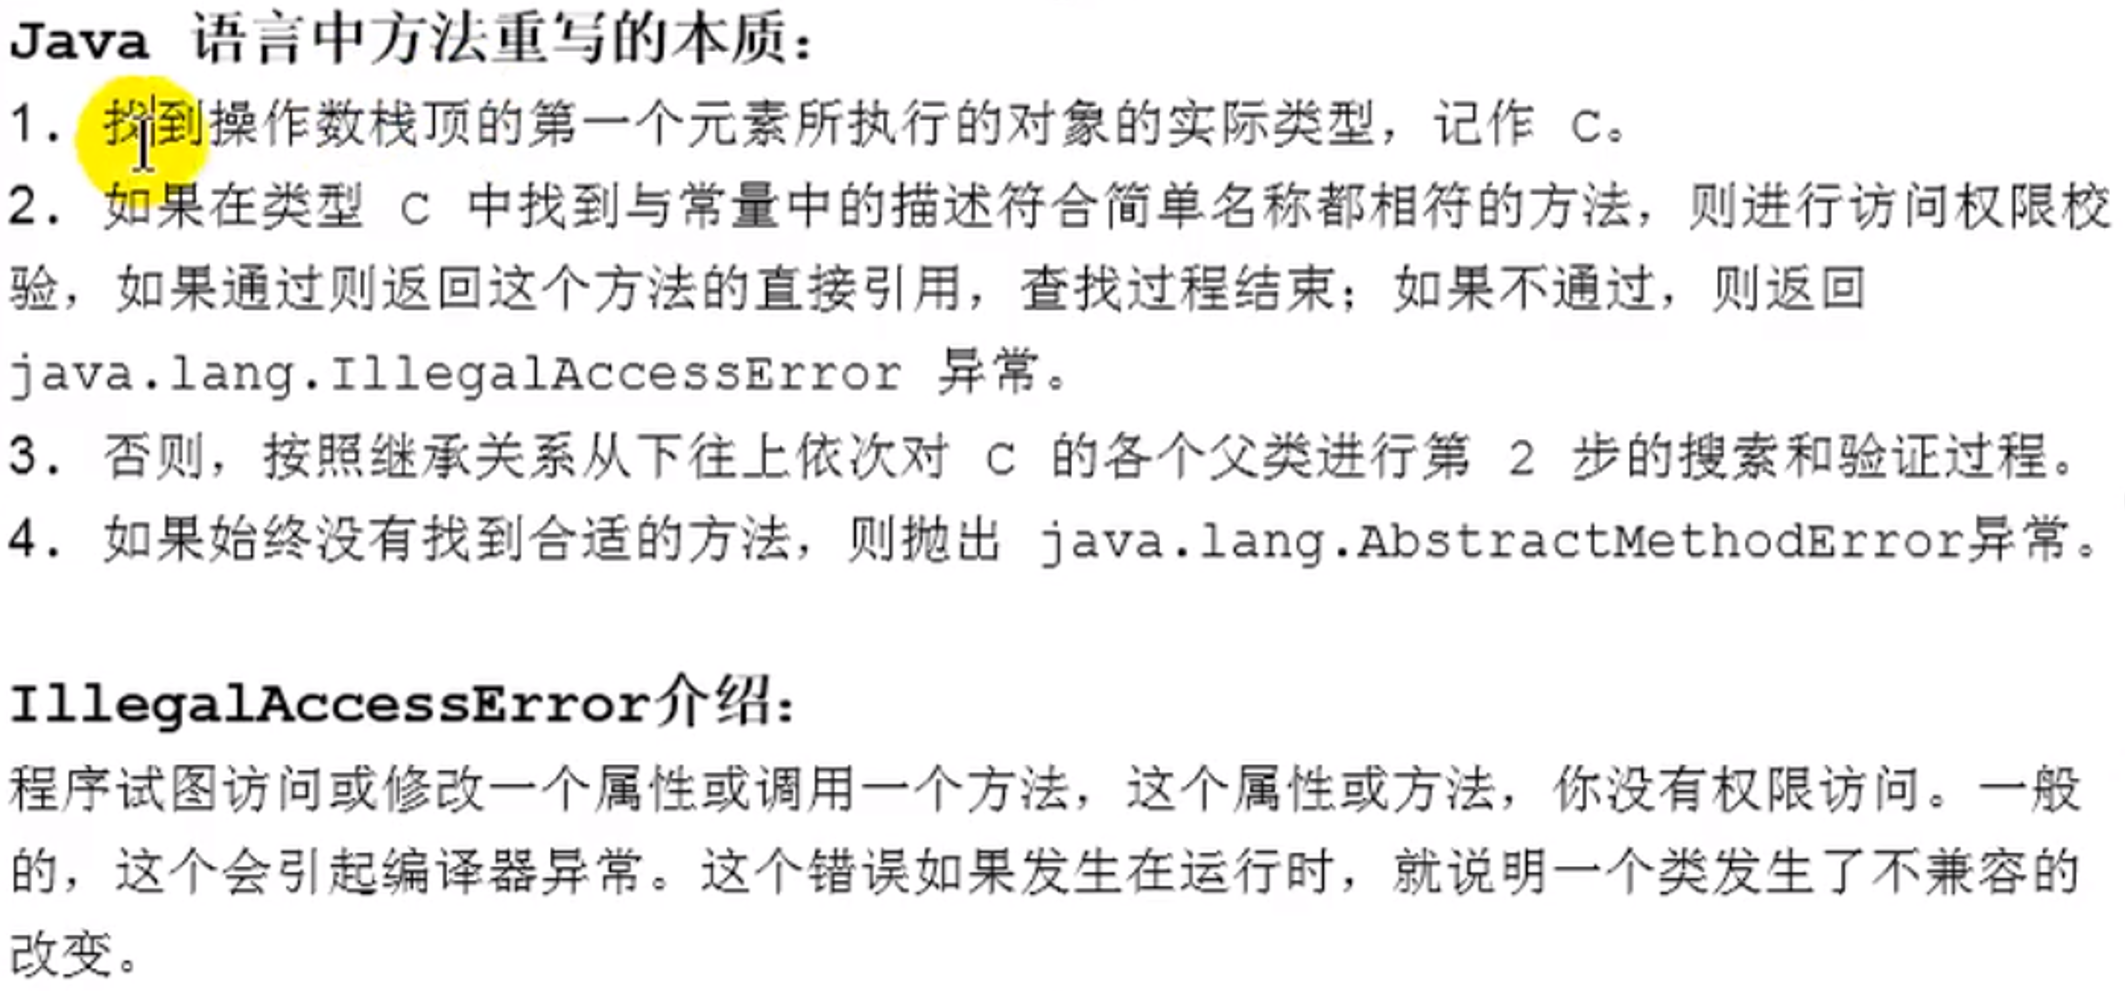 Java 语言中方法重写的本质：
1. 找到操作数栈顶的第一个元素所执行的对象的实际类型，记作 C。
2. 如果在类型 C 中找到与常量中的描述符合简单名称都相符的方法，则进行访问权限校
验，如果通过则返回这个方法的直接引用，查找过程结束；如果不通过，则返回
java.lang.IllegalAccessError 异常。
3. 否则，按照继承关系从下往上依次对 C 的各个父类进行第 2 步的搜索和验证过程。
4. 如果始终没有找到合适的方法，则抛出 java.lang.AbstractMethodError异常。
IllegalAccessError介绍：
程序试图访问或修改一个属性或调用一个方法，这个属性或方法，你没有权限访问。一般
的，这个会引起编译器异常。这个错误如果发生在运行时，就说明一个类发生了不兼容的
改变。